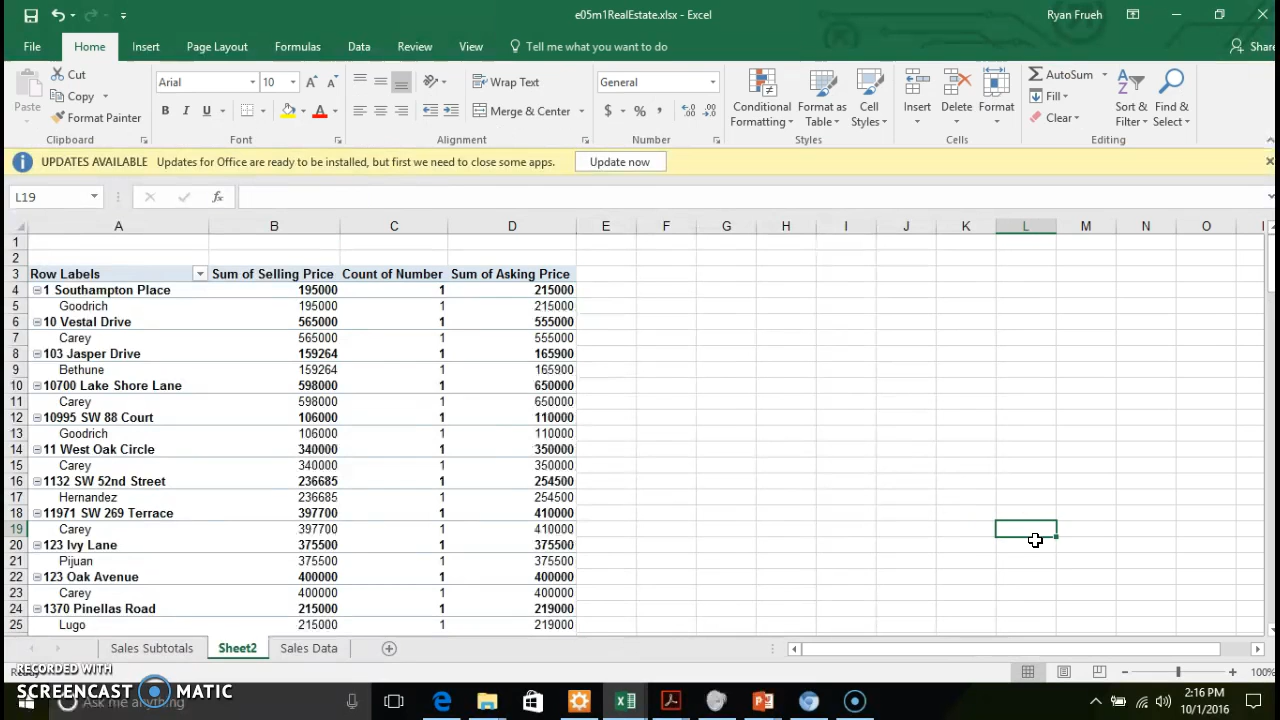 e05m1RealEstate.xlsx - Excel
Ryan Frueh
File Home Insert Page Layout Formulas Data Review View Tell me what you want to do Share
Paste
Cut
Copy
Format Painter
Clipboard
Arial 10
B I U
Font
Wrap Text
Merge & Center
Alignment
General
$ % ,
Number
Conditional Formatting
Format as Table
Cell Styles
Styles
Insert Delete Format
Cells
AutoSum
Fill
Clear
Sort & Filter
Find & Select
Editing
UPDATES AVAILABLE Updates for Office are ready to be installed, but first we need to close some apps. Update now
L19 fx
A B C D E F G H I J K L M N O
1
2
3 Row Labels Sum of Selling Price Count of Number Sum of Asking Price
4 1 Southampton Place 195000 1 215000
5 Goodrich 195000 1 215000
6 10 Vestal Drive 565000 1 555000
7 Carey 565000 1 555000
8 103 Jasper Drive 159264 1 165900
9 Bethune 159264 1 165900
10 10700 Lake Shore Lane 598000 1 650000
11 Carey 598000 1 650000
12 10995 SW 88 Court 106000 1 110000
13 Goodrich 106000 1 110000
14 11 West Oak Circle 340000 1 350000
15 Carey 340000 1 350000
16 1132 SW 52nd Street 236685 1 254500
17 Hernandez 236685 1 254500
18 11971 SW 269 Terrace 397700 1 410000
19 Carey 397700 1 410000
20 123 Ivy Lane 375500 1 375500
21 Pijuan 375500 1 375500
22 123 Oak Avenue 400000 1 400000
23 Carey 400000 1 400000
24 1370 Pinellas Road 215000 1 219000
25 Lugo 215000 1 219000
Sales Subtotals Sheet2 Sales Data
100%
RECORDED WITH
SCREENCAST MATIC
Ask me anything
2:16 PM
10/1/2016